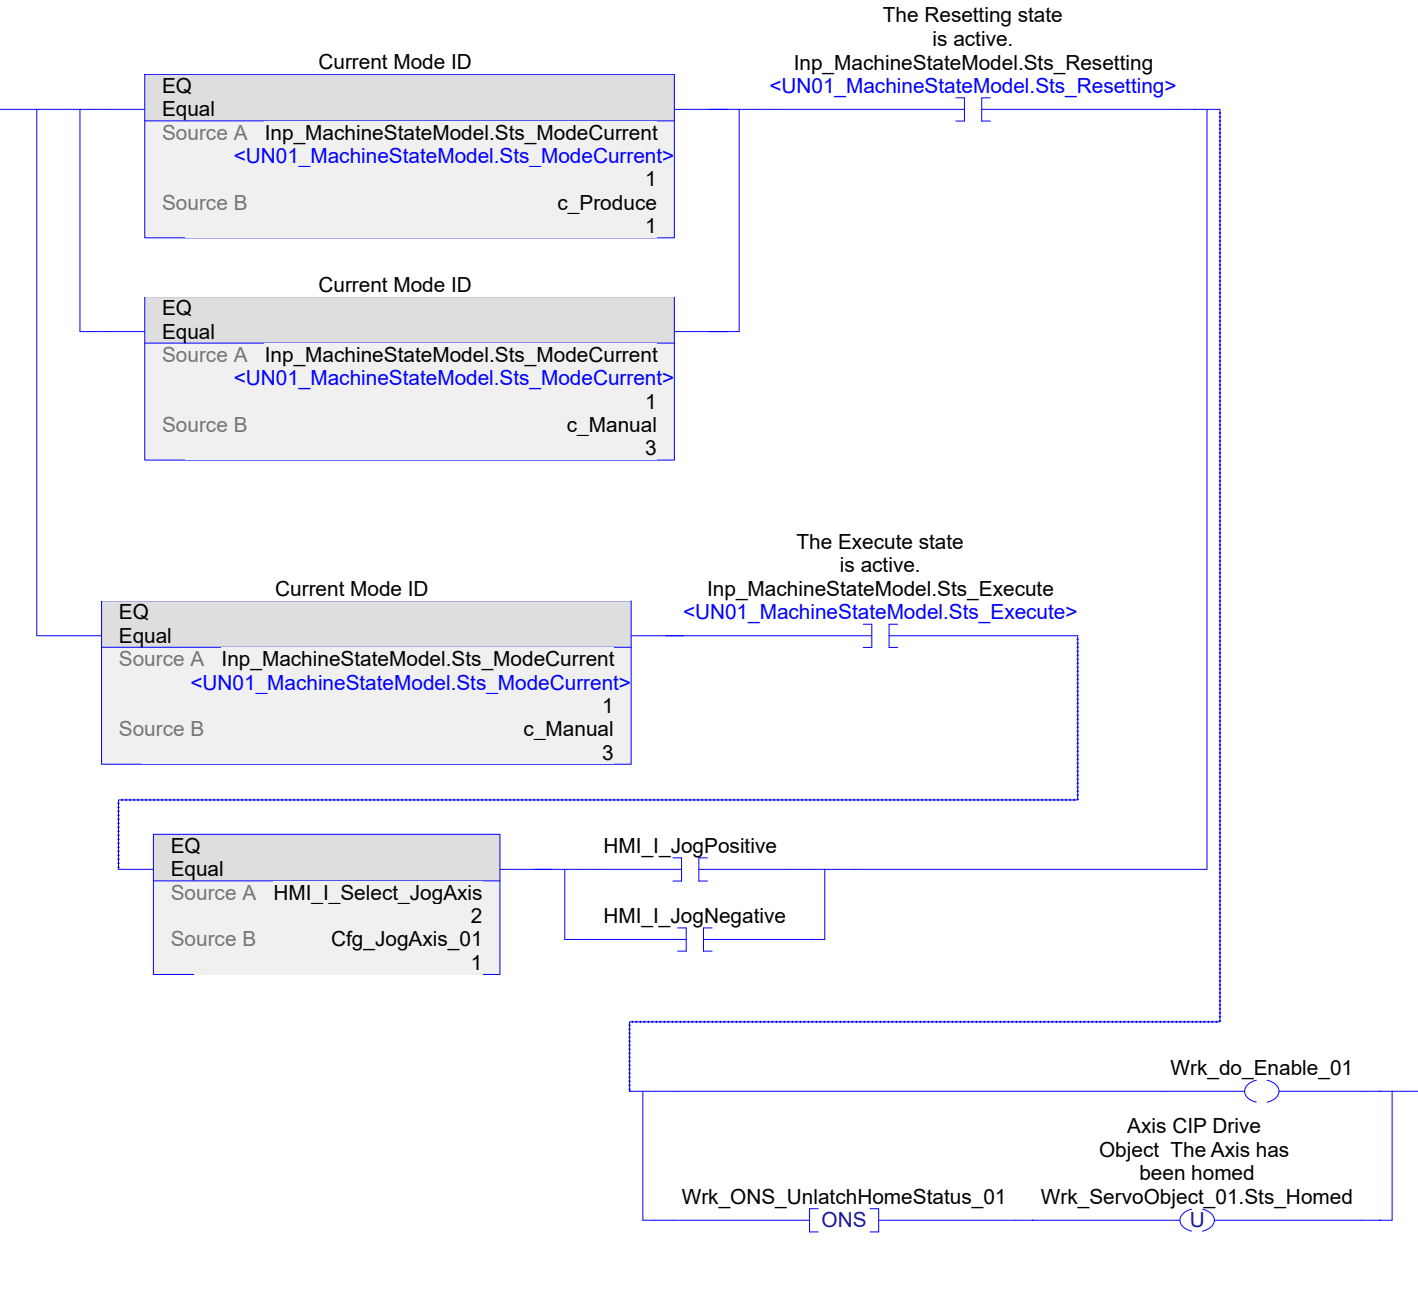 The Resetting state
is active.
Current Mode ID
Inp_MachineStateModel.Sts_Resetting
<UN01_MachineStateModel.Sts_Resetting>
EQ
Equal
Source A Inp_MachineStateModel.Sts_ModeCurrent
<UN01_MachineStateModel.Sts_ModeCurrent>
1
Source B c_Produce
1
Current Mode ID
EQ
Equal
Source A Inp_MachineStateModel.Sts_ModeCurrent
<UN01_MachineStateModel.Sts_ModeCurrent>
1
Source B c_Manual
3
The Execute state
is active.
Current Mode ID
Inp_MachineStateModel.Sts_Execute
<UN01_MachineStateModel.Sts_Execute>
EQ
Equal
Source A Inp_MachineStateModel.Sts_ModeCurrent
<UN01_MachineStateModel.Sts_ModeCurrent>
1
Source B c_Manual
3
EQ
Equal
Source A HMI_I_Select_JogAxis
2
Source B Cfg_JogAxis_01
1
HMI_I_JogPositive
HMI_I_JogNegative
Wrk_do_Enable_01
Axis CIP Drive
Object The Axis has
been homed
Wrk_ONS_UnlatchHomeStatus_01
Wrk_ServoObject_01.Sts_Homed
ONS
U